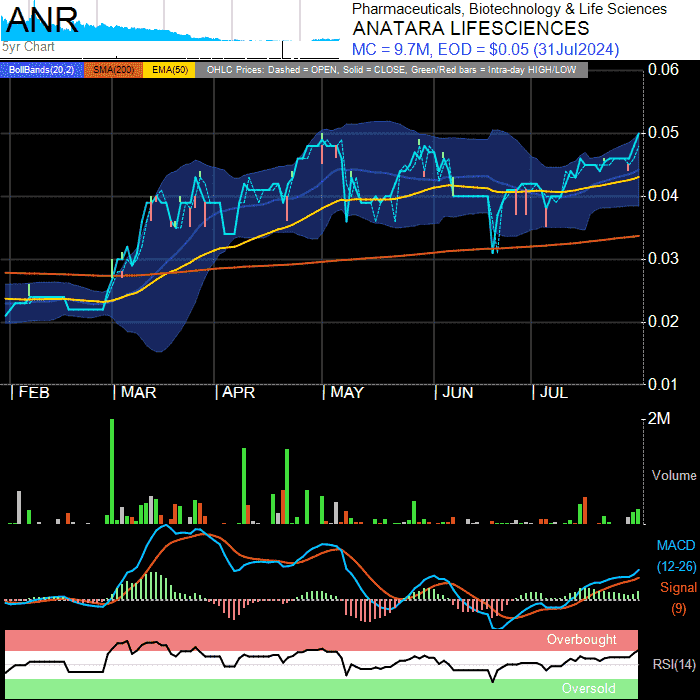 ANR
5yr Chart
Pharmaceuticals, Biotechnology & Life Sciences
ANATARA LIFESCIENCES
MC = 9.7M, EOD = $0.05 (31Jul2024)
BollBands(20,2) SMA(200) EMA(50) OHLC Prices: Dashed = OPEN, Solid = CLOSE, Green/Red bars = Intra-day HIGH/LOW
0.06
0.05
0.04
0.03
0.02
0.01
FEB MAR APR MAY JUN JUL
2M
Volume
MACD
(12-26)
Signal
(9)
Overbought
RSI(14)
Oversold